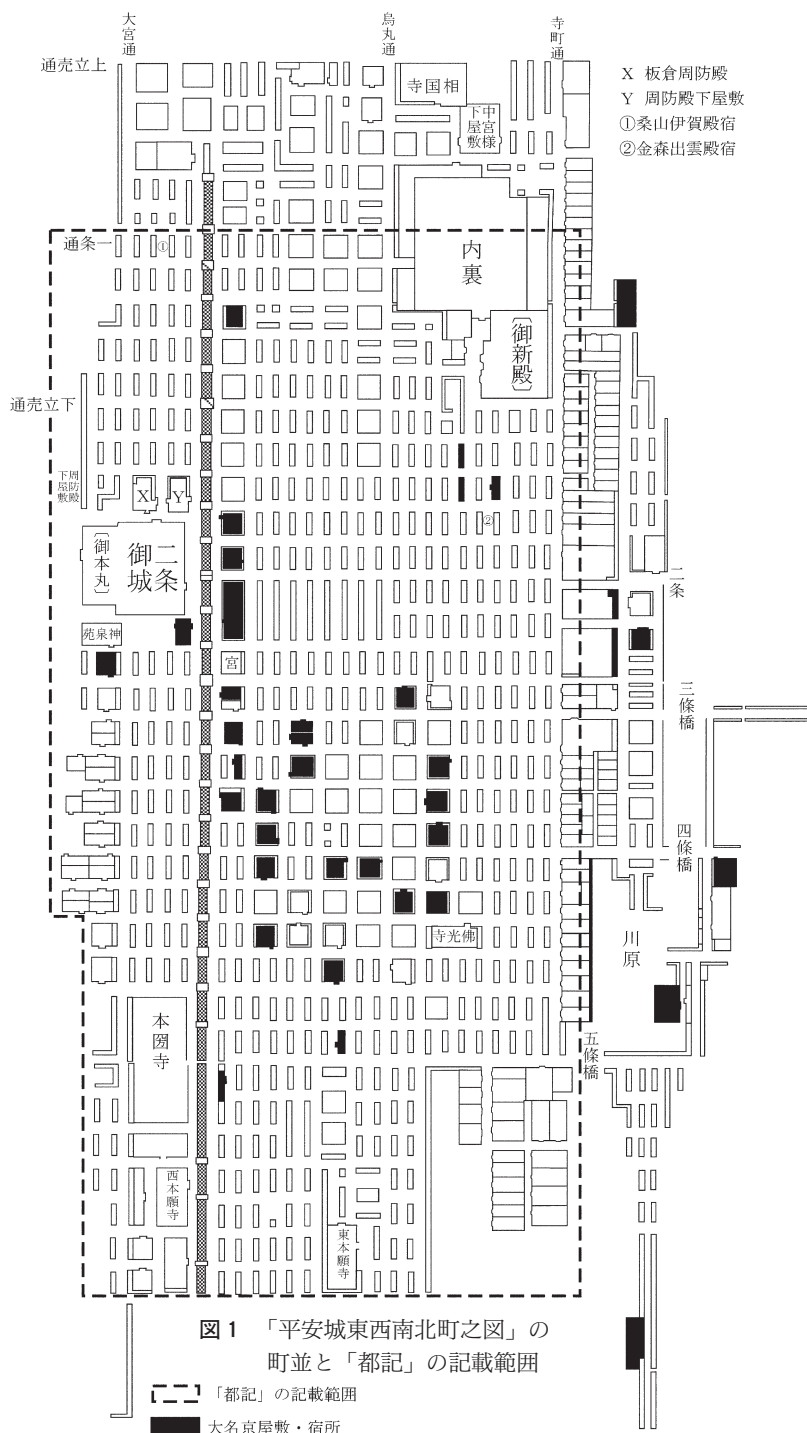 大宮通
烏丸通
寺町通
通売立上
寺国相
中宮様
下屋敷
X 板倉周防殿
Y 周防殿下屋敷
①桑山伊賀殿宿
②金森出雲殿宿
通条一
①
内裏
〔御新殿〕
通売立下
周防殿
下屋敷
X
Y
②
二条
御城
〔御本丸〕
二条
苑泉神
宮
三條橋
四條橋
寺光佛
川原
本圀寺
五條橋
西本願寺
東本願寺
図1 「平安城東西南北町之図」の
町並と「都記」の記載範囲
「都記」の記載範囲
大名京屋敷・宿所